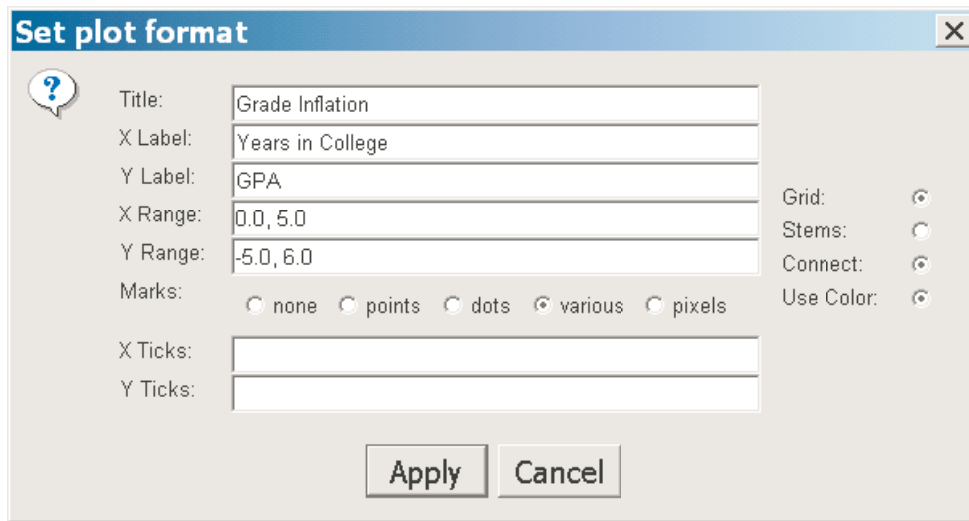 Set plot format
Title: Grade Inflation
X Label: Years in College
Y Label: GPA
X Range: 0.0, 5.0
Y Range: -5.0, 6.0
Marks: none points dots various pixels
X Ticks:
Y Ticks:
Grid:
Stems:
Connect:
Use Color:
Apply Cancel